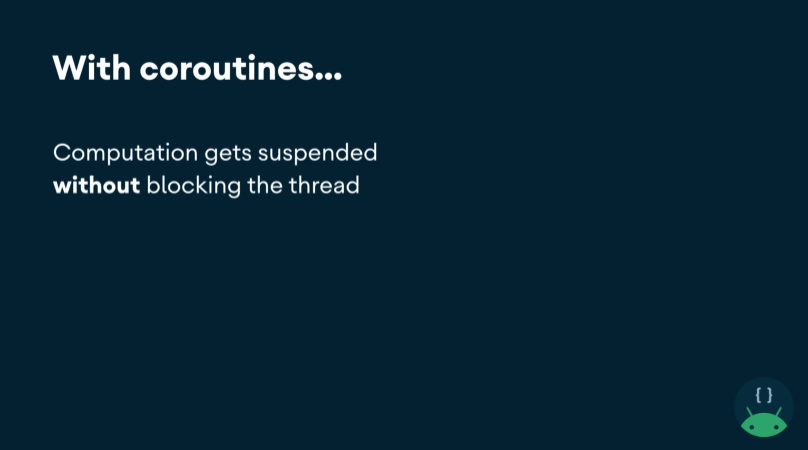 With coroutines...
Computation gets suspended
without blocking the thread
{ }